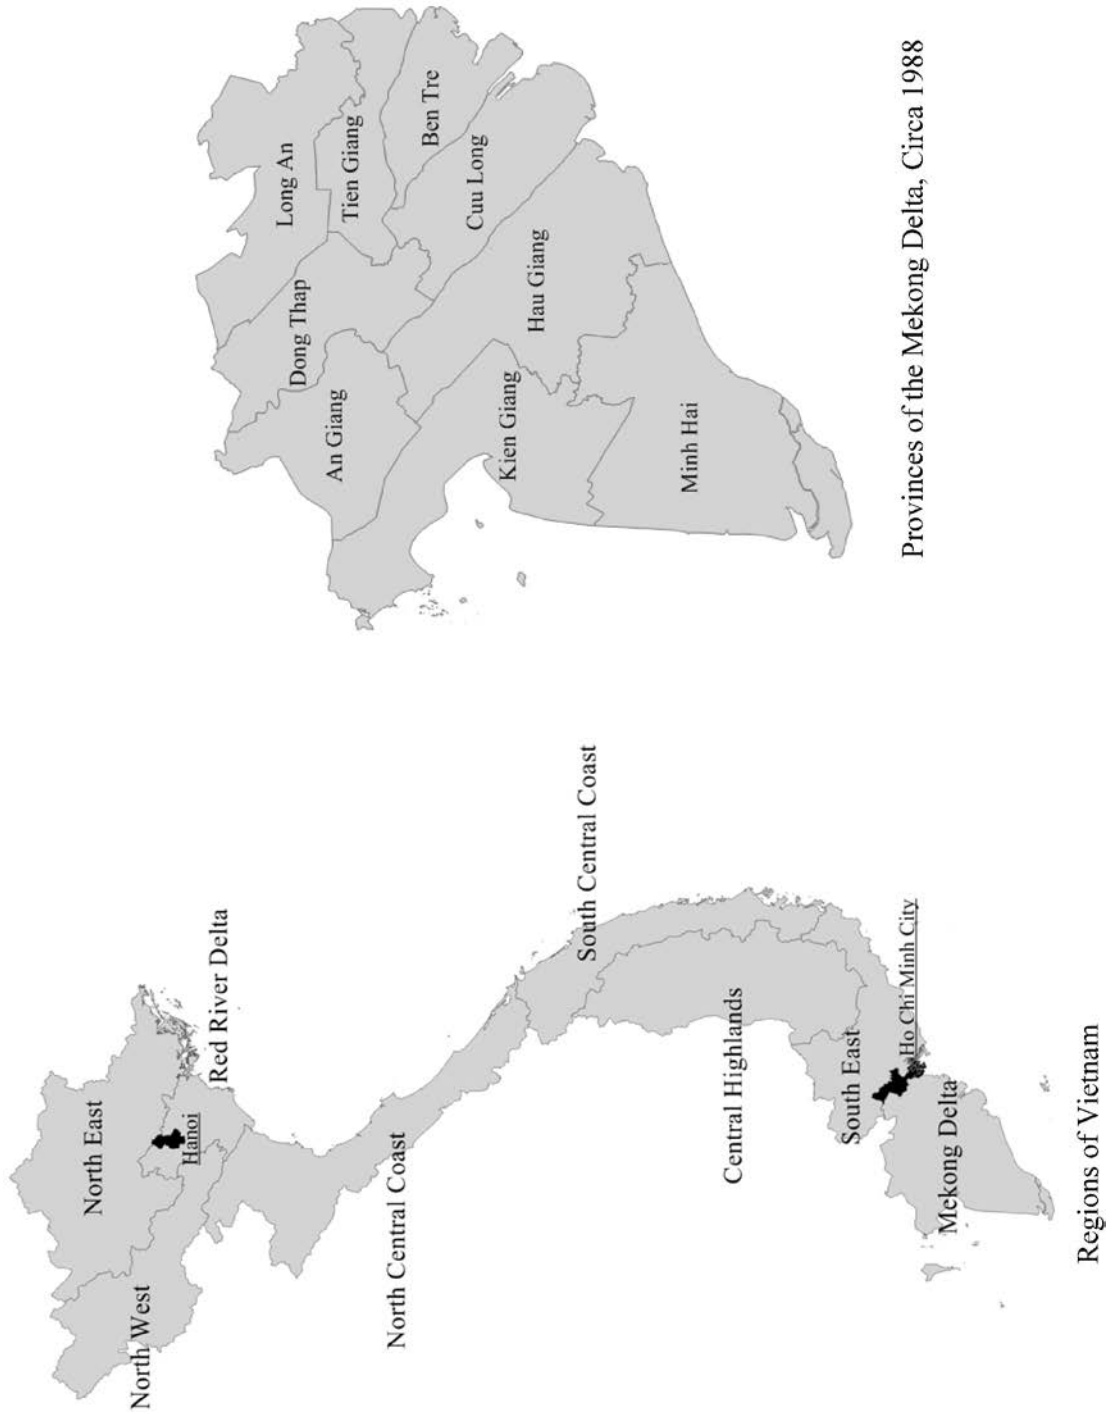 North East
North West
Hanoi
Red River Delta
North Central Coast
South Central Coast
Central Highlands
South East
Ho Chi Minh City
Mekong Delta
Regions of Vietnam
Long An
Tien Giang
Ben Tre
Dong Thap
Cuu Long
An Giang
Hau Giang
Kien Giang
Minh Hai
Provinces of the Mekong Delta, Circa 1988